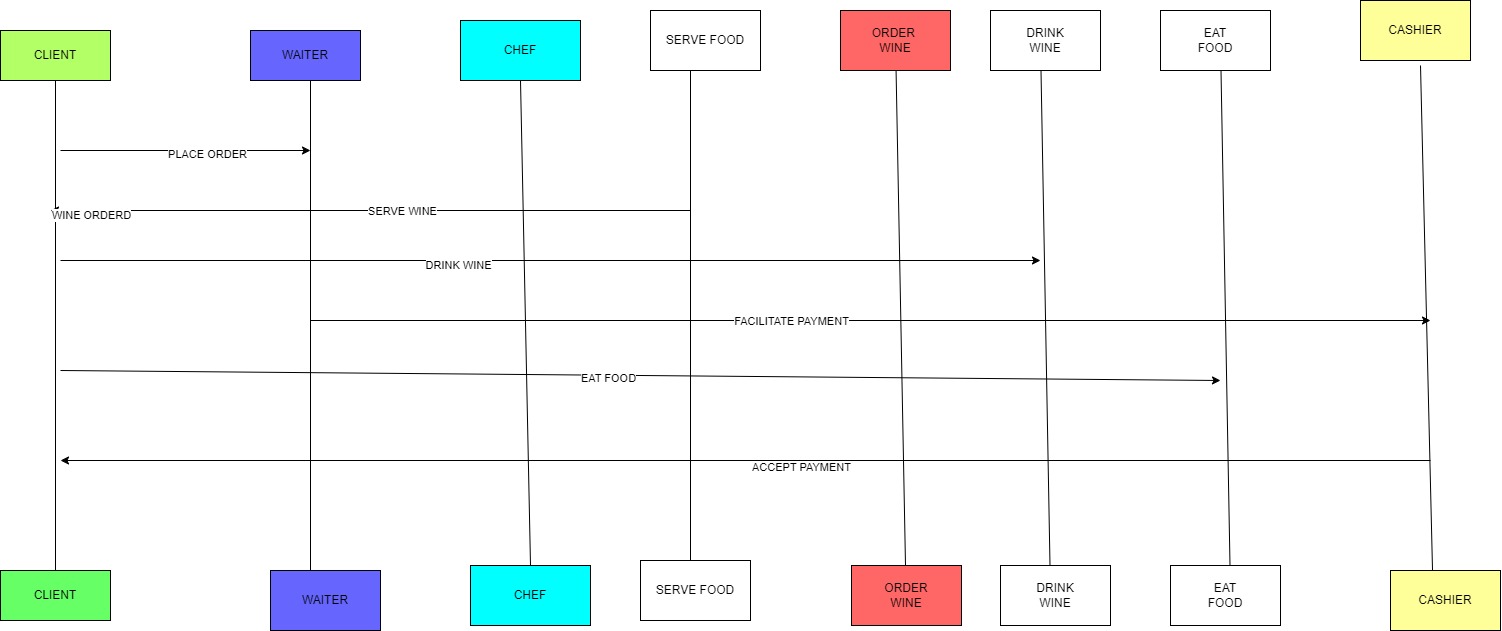 CLIENT
WAITER
CHEF
SERVE FOOD
ORDER
WINE
DRINK
WINE
EAT
FOOD
CASHIER
PLACE ORDER
WINE ORDERD
SERVE WINE
DRINK WINE
FACILITATE PAYMENT
EAT FOOD
ACCEPT PAYMENT
CLIENT
WAITER
CHEF
SERVE FOOD
ORDER
WINE
DRINK
WINE
EAT
FOOD
CASHIER